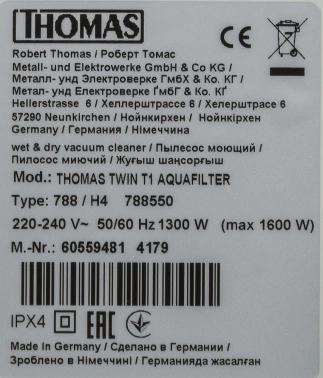 THOMAS
CE
Robert Thomas / Роберт Томас
Metall- und Elektrowerke GmbH & Co KG /
Металл- унд Электроверке ГмбХ & Ko. КГ /
Метал- унд Електроверке ҐмбГ & Ko. КҐ
Hellerstrasse 6 / Хеллерштрассе 6 / Хелерштрасе 6
57290 Neunkirchen / Нойнкирхен / Нойнкірхен
Germany / Германия / Німеччина
wet & dry vacuum cleaner / Пылесос моющий /
Пилосос миючий / Жуғыш шаңсорғыш
Mod.: THOMAS TWIN T1 AQUAFILTER
Type: 788 / H4 788550
220-240 V~ 50/60 Hz 1300 W (max 1600 W)
M.-Nr.: 60559481 4179
IPX4 EAC
Made in Germany / Сделано в Германии /
Зроблено в Німеччині / Германияда жасалған